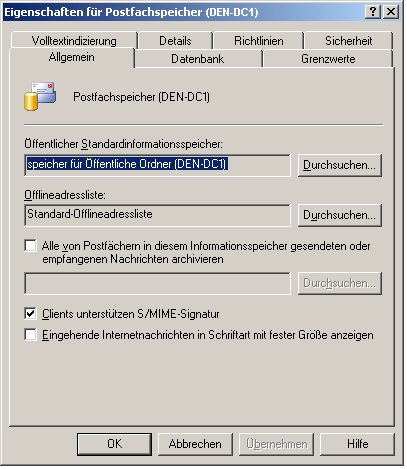 Eigenschaften für Postfachspeicher (DEN-DC1)
Volltextindizierung Details Richtlinien Sicherheit
Allgemein Datenbank Grenzwerte
Postfachspeicher (DEN-DC1)
Öffentlicher Standardinformationsspeicher:
speicher für Öffentliche Ordner (DEN-DC1) Durchsuchen...
Offlineadressliste:
Standard-Offlineadressliste Durchsuchen...
Alle von Postfächern in diesem Informationsspeicher gesendeten oder
empfangenen Nachrichten archivieren
Durchsuchen...
Clients unterstützen S/MIME-Signatur
Eingehende Internetnachrichten in Schriftart mit fester Größe anzeigen
OK Abbrechen Übernehmen Hilfe